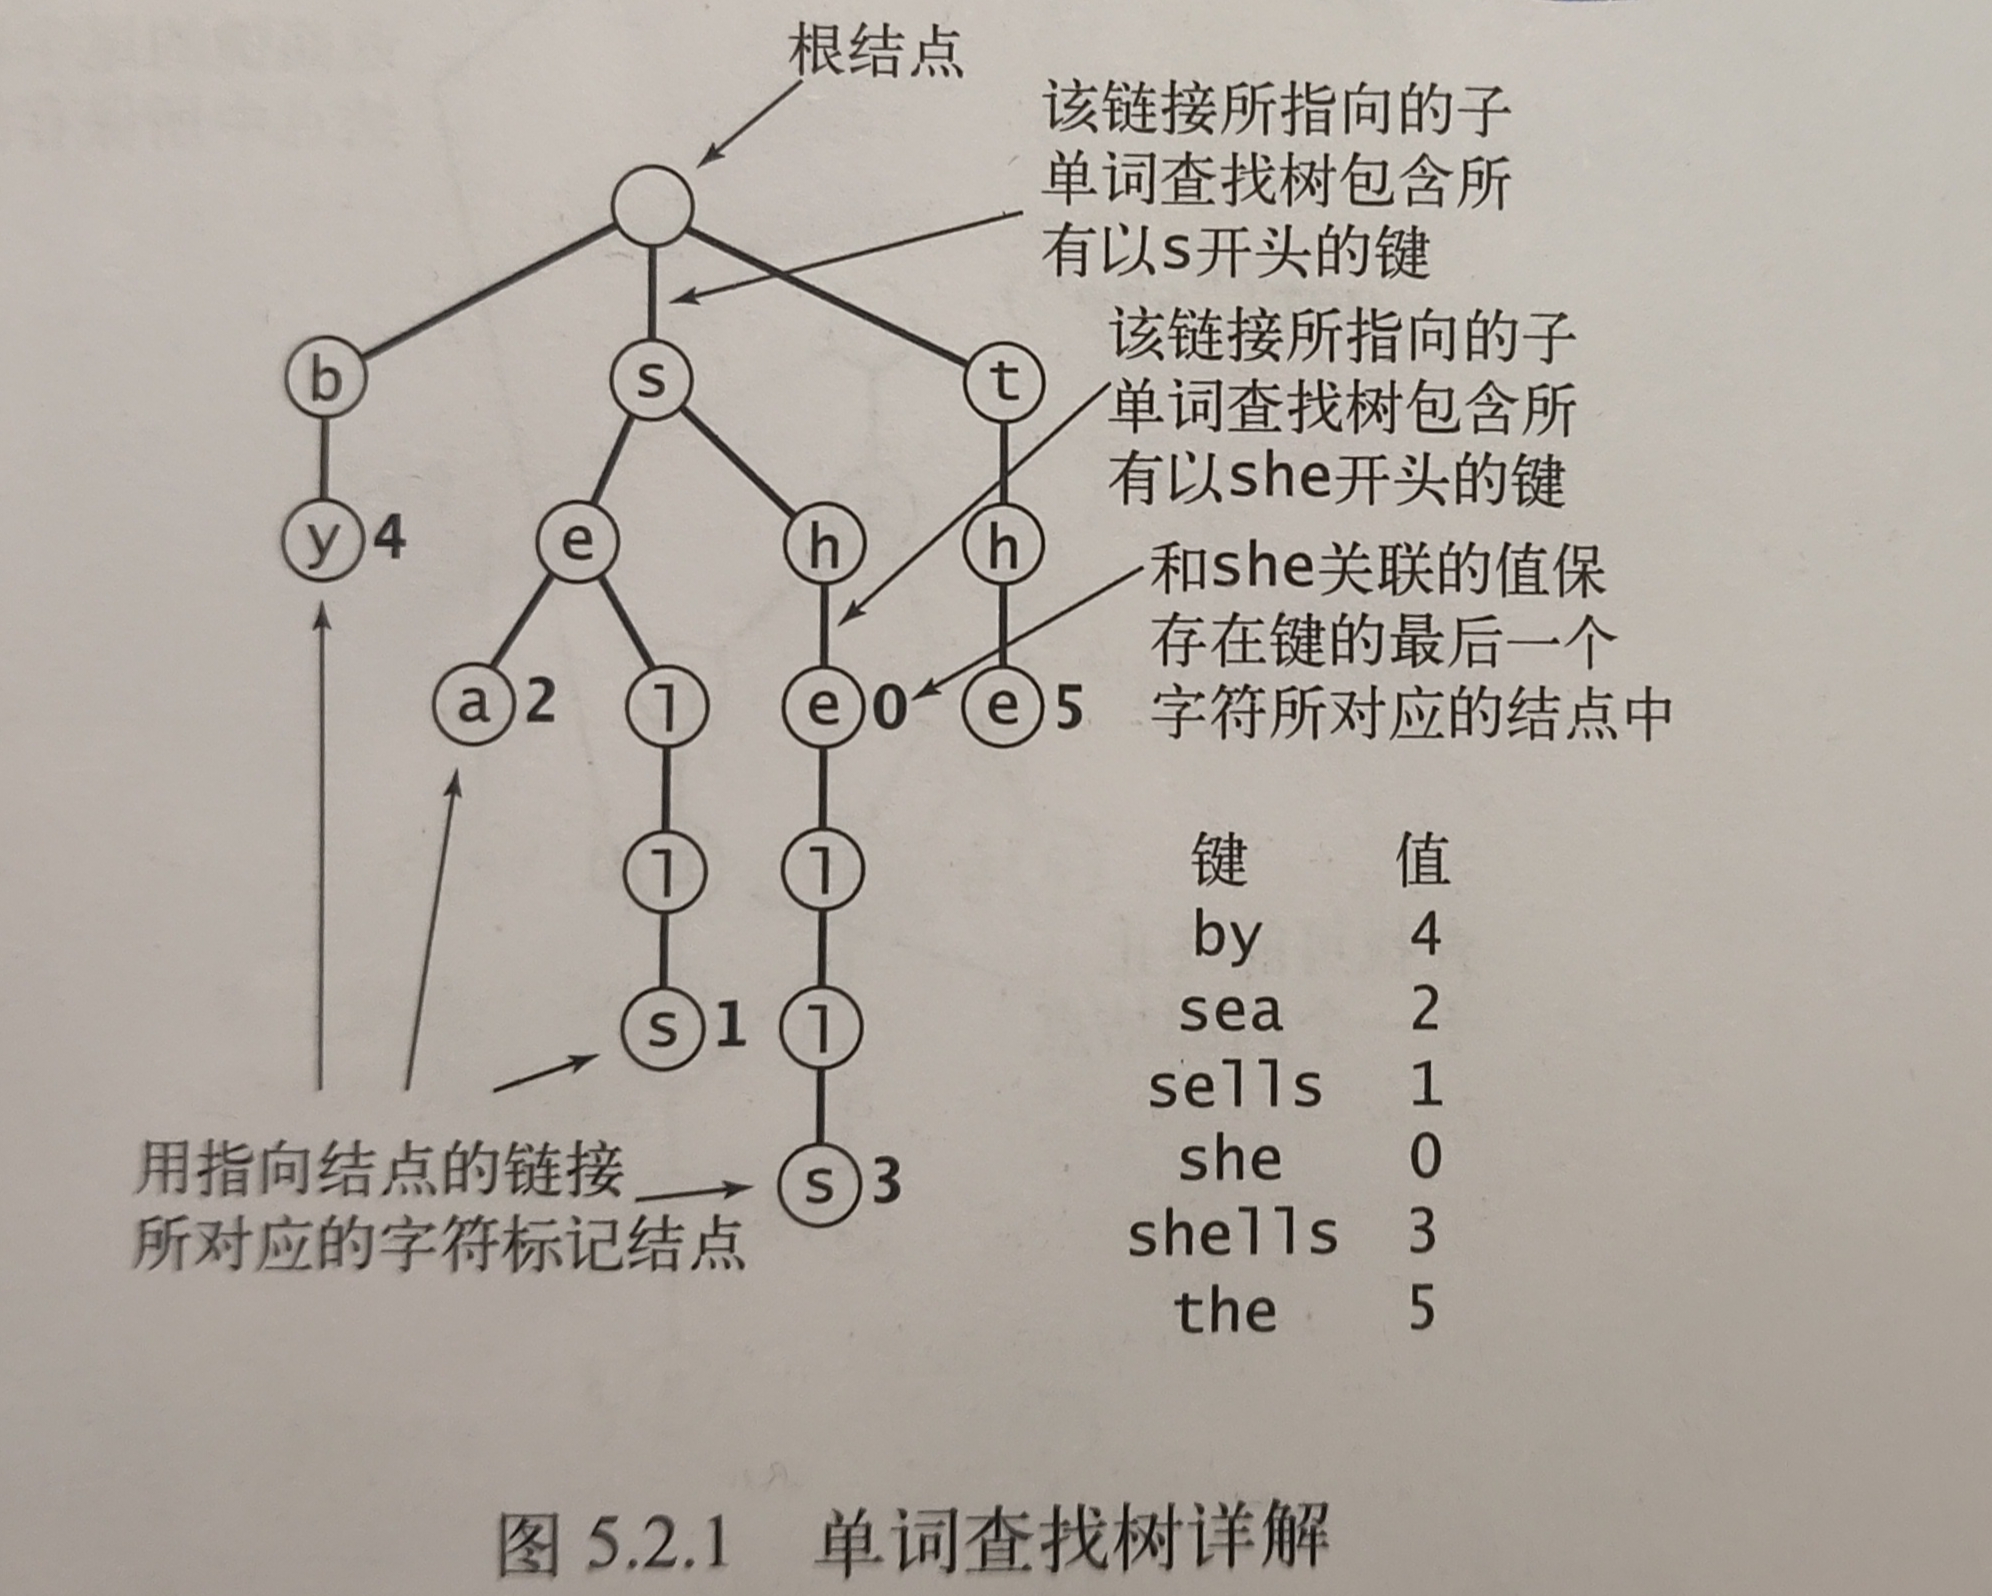 根结点
该链接所指向的子
单词查找树包含所
有以s开头的键
该链接所指向的子
单词查找树包含所
有以she开头的键
b
s
t
y 4
e
h
h
和she关联的值保
存在键的最后一个
字符所对应的结点中
a 2
l
e 0
e 5
l
l
s 1
l
s 3
用指向结点的链接
所对应的字符标记结点
键 值
by 4
sea 2
sells 1
she 0
shells 3
the 5
图 5.2.1 单词查找树详解